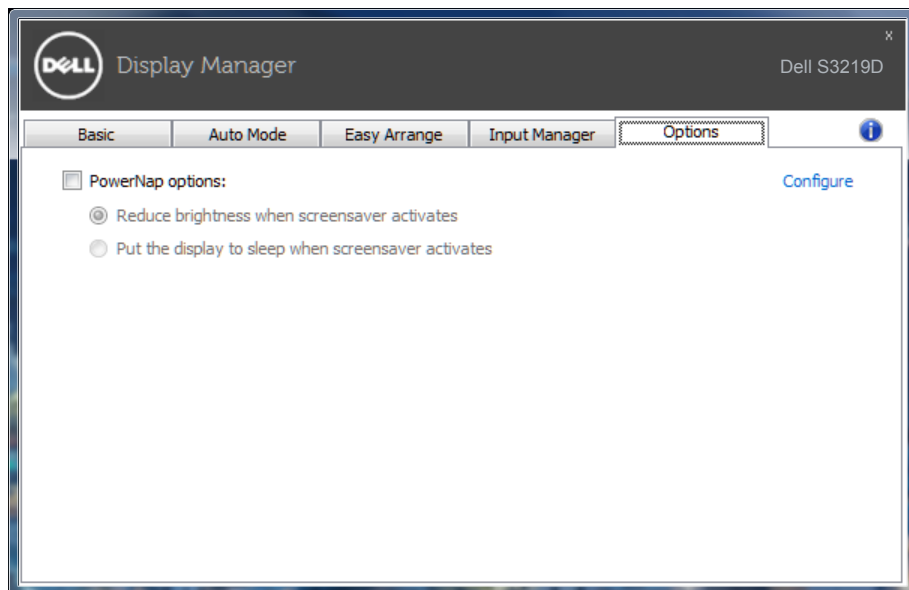 DELL
Display Manager
x
Dell S3219D
Basic
Auto Mode
Easy Arrange
Input Manager
Options
i
PowerNap options:
Configure
Reduce brightness when screensaver activates
Put the display to sleep when screensaver activates